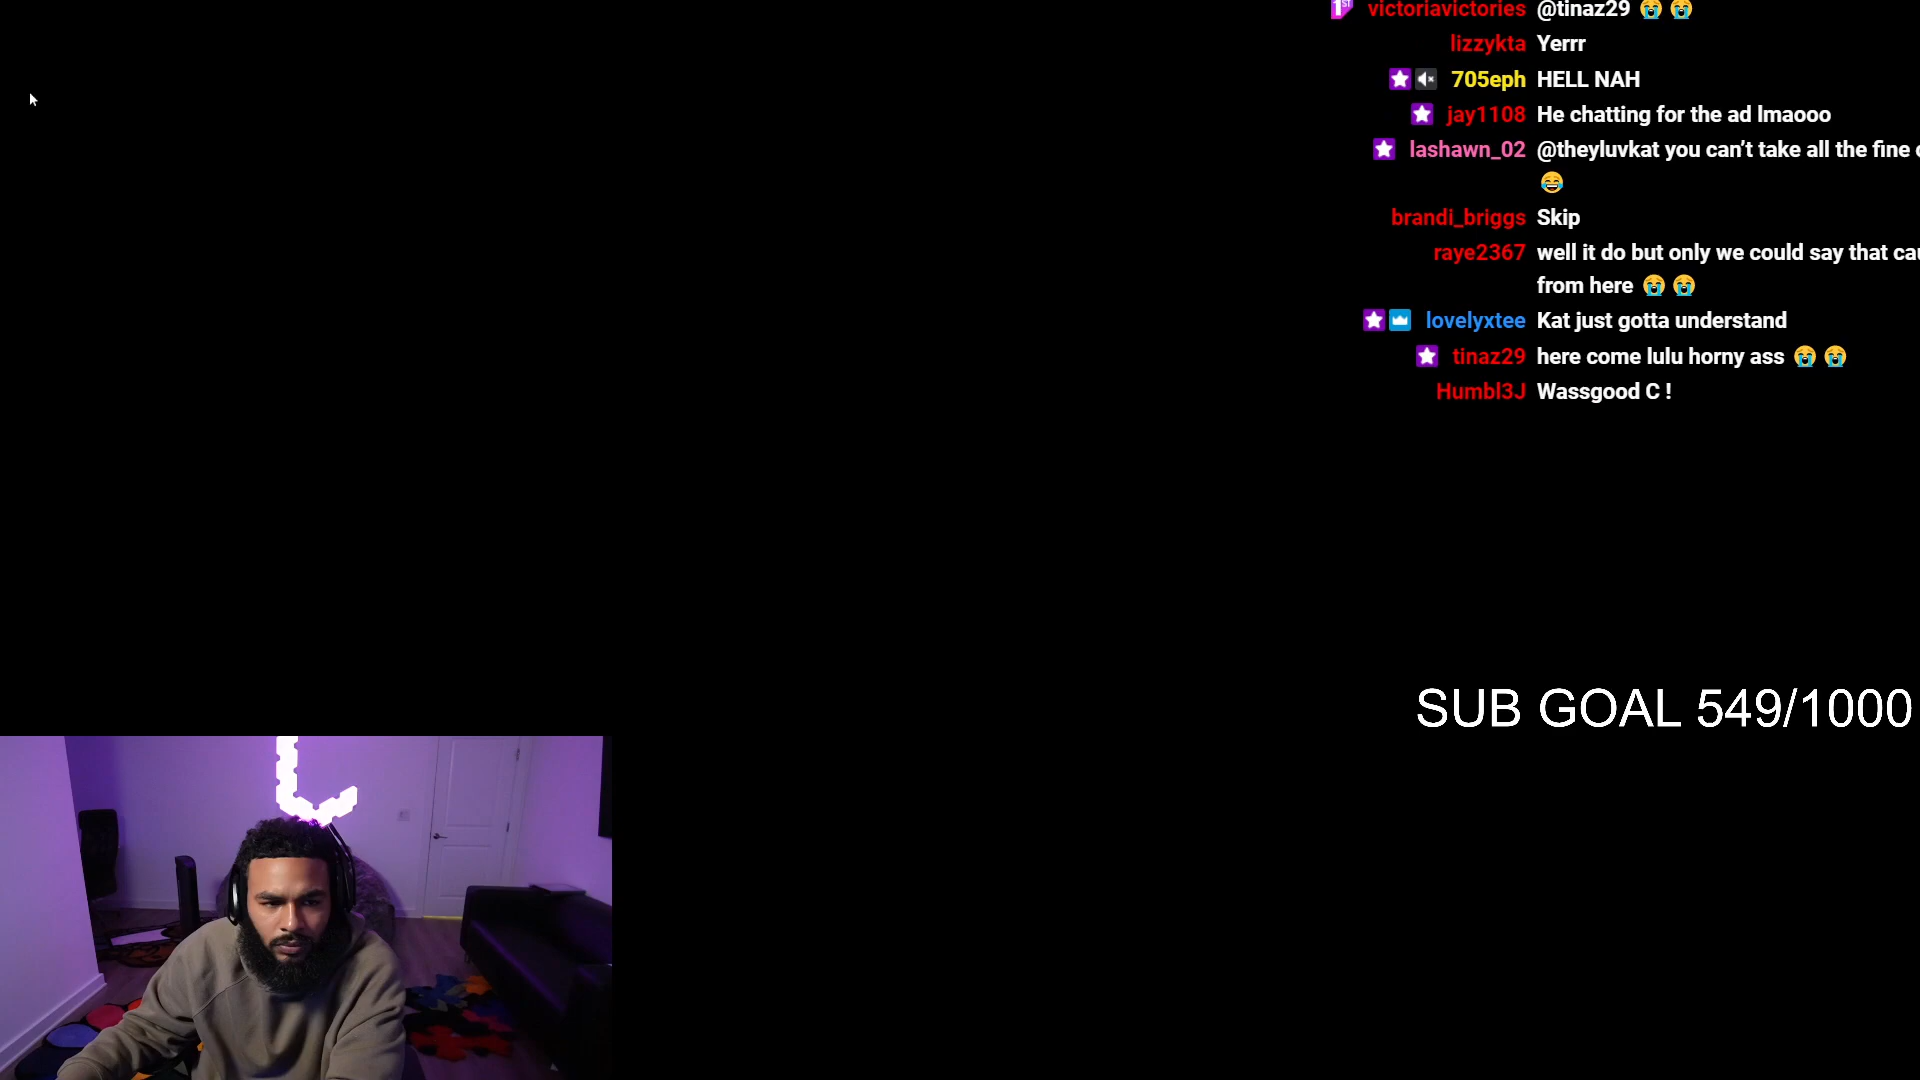 1ST victoriavictories @tinaz29 😭 😭
lizzykta Yerrr
705eph HELL NAH
jay1108 He chatting for the ad lmaooo
lashawn_02 @theyluvkat you can’t take all the fine
😂
brandi_briggs Skip
raye2367 well it do but only we could say that
from here 😭 😭
lovelyxtee Kat just gotta understand
tinaz29 here come lulu horny ass 😭 😭
Humbl3J Wassgood C !
SUB GOAL 549/1000